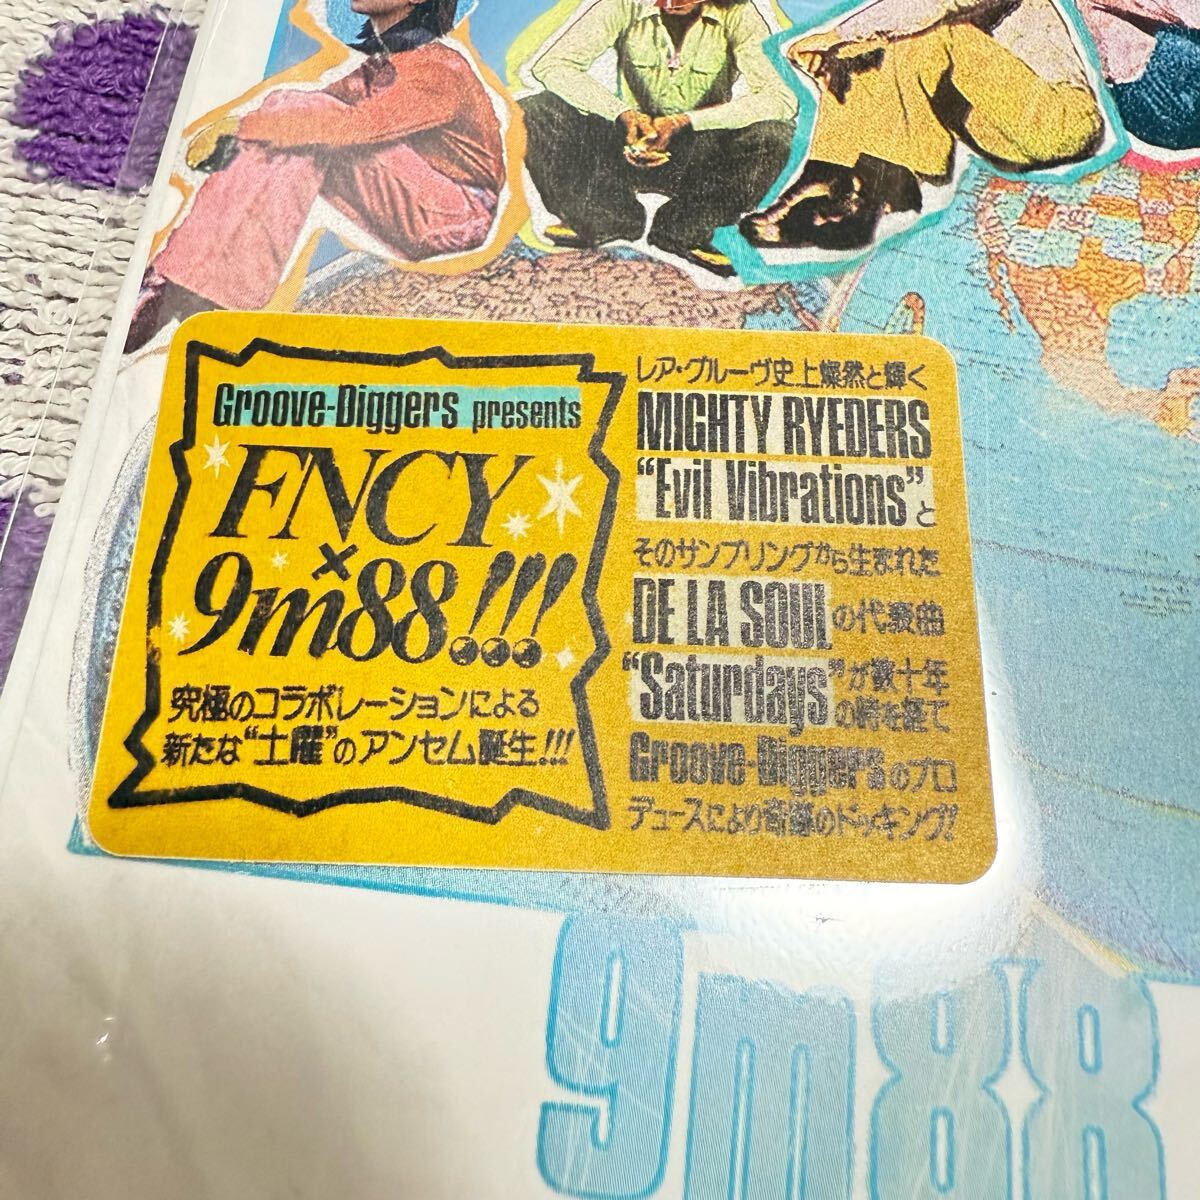 Groove-Diggers presents
FNCY
×
9m88!!!
究極のコラボレーションによる
新たな“土曜”のアンセム誕生!!!
レア・グルーヴ史上燦然と輝く
MIGHTY RYEDERS
“Evil Vibrations”と
そのサンプリングから生まれた
DE LA SOULの代表曲
“Saturdays”が数十年
の時を経て
Groove-Diggersのプロ
デュースにより奇跡のドッキング!
9m88